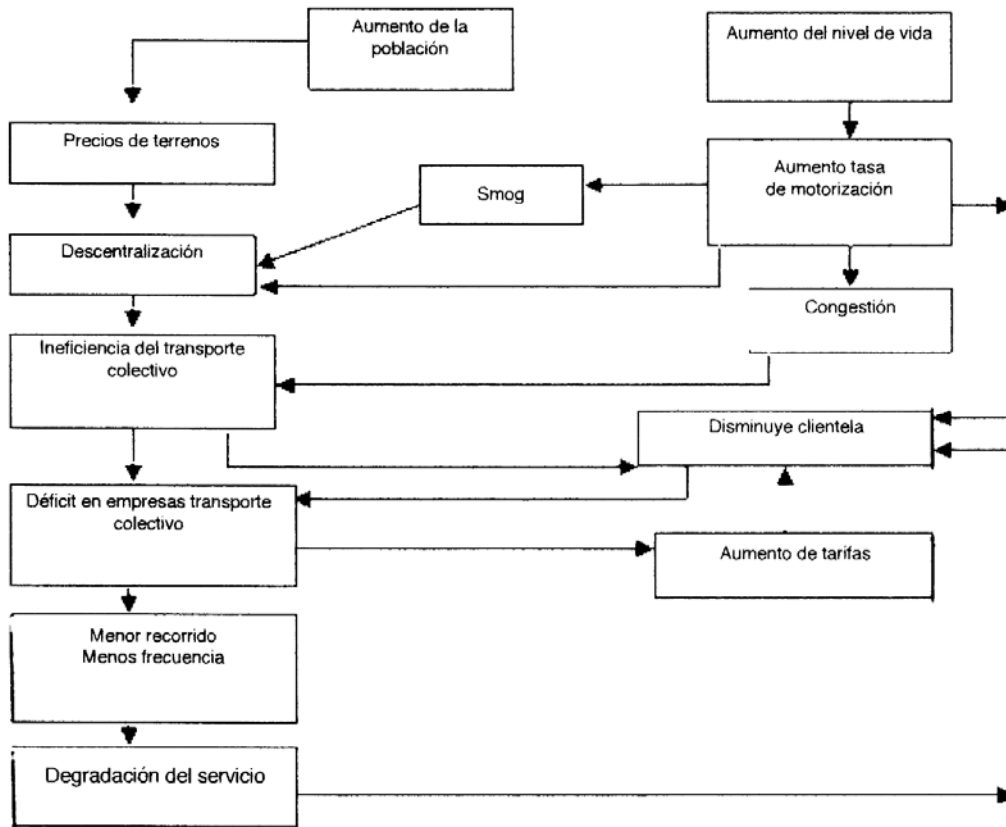 Aumento de la
población
Aumento del nivel de vida
Precios de terrenos
Aumento tasa
de motorización
Smog
Descentralización
Congestión
Ineficiencia del transporte
colectivo
Disminuye clientela
Déficit en empresas transporte
colectivo
Aumento de tarifas
Menor recorrido
Menos frecuencia
Degradación del servicio